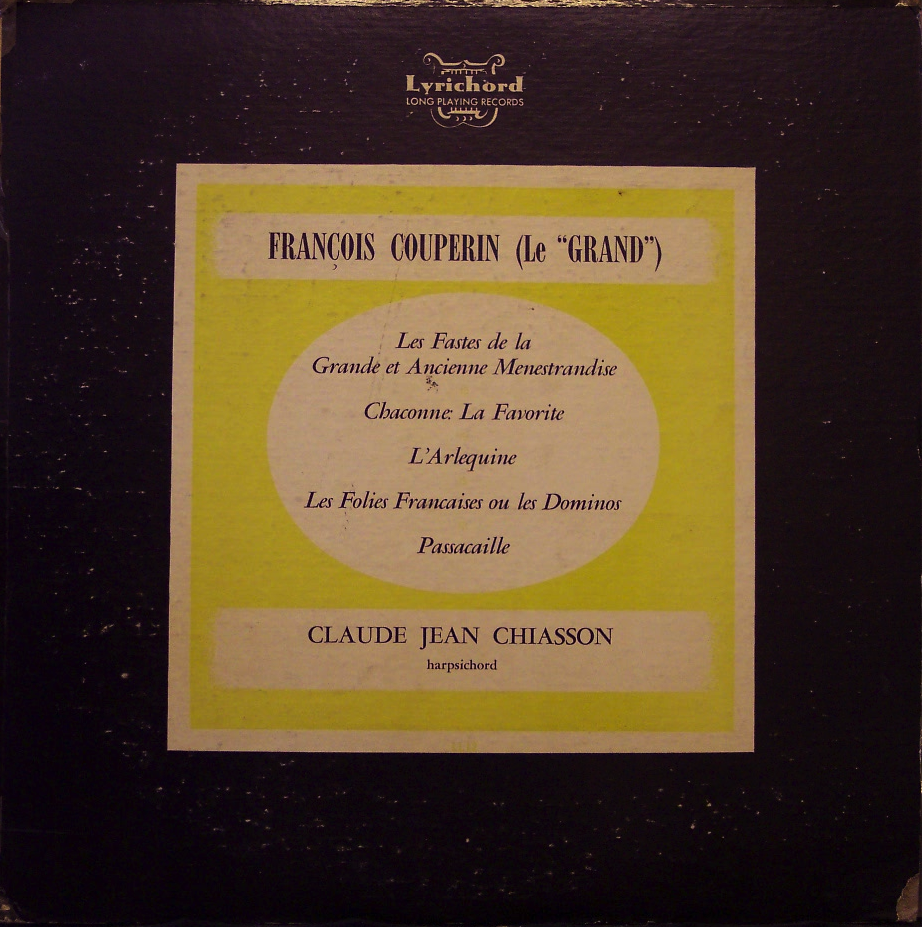 Lyrichord
LONG PLAYING RECORDS
FRANÇOIS COUPERIN (Le “GRAND”)
Les Fastes de la
Grande et Ancienne Menestrandise
Chaconne: La Favorite
L'Arlequine
Les Folies Francaises ou les Dominos
Passacaille
CLAUDE JEAN CHIASSON
harpsichord